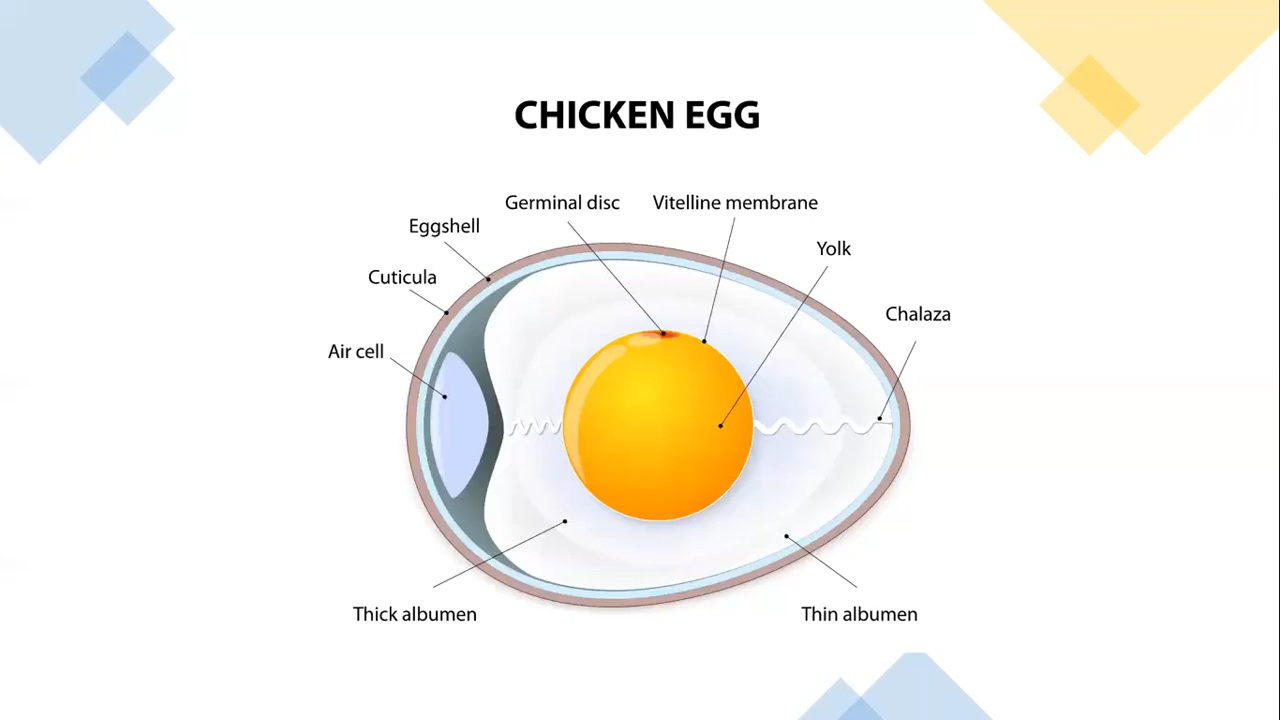 CHICKEN EGG
Germinal disc
Vitelline membrane
Eggshell
Yolk
Cuticula
Chalaza
Air cell
Thick albumen
Thin albumen